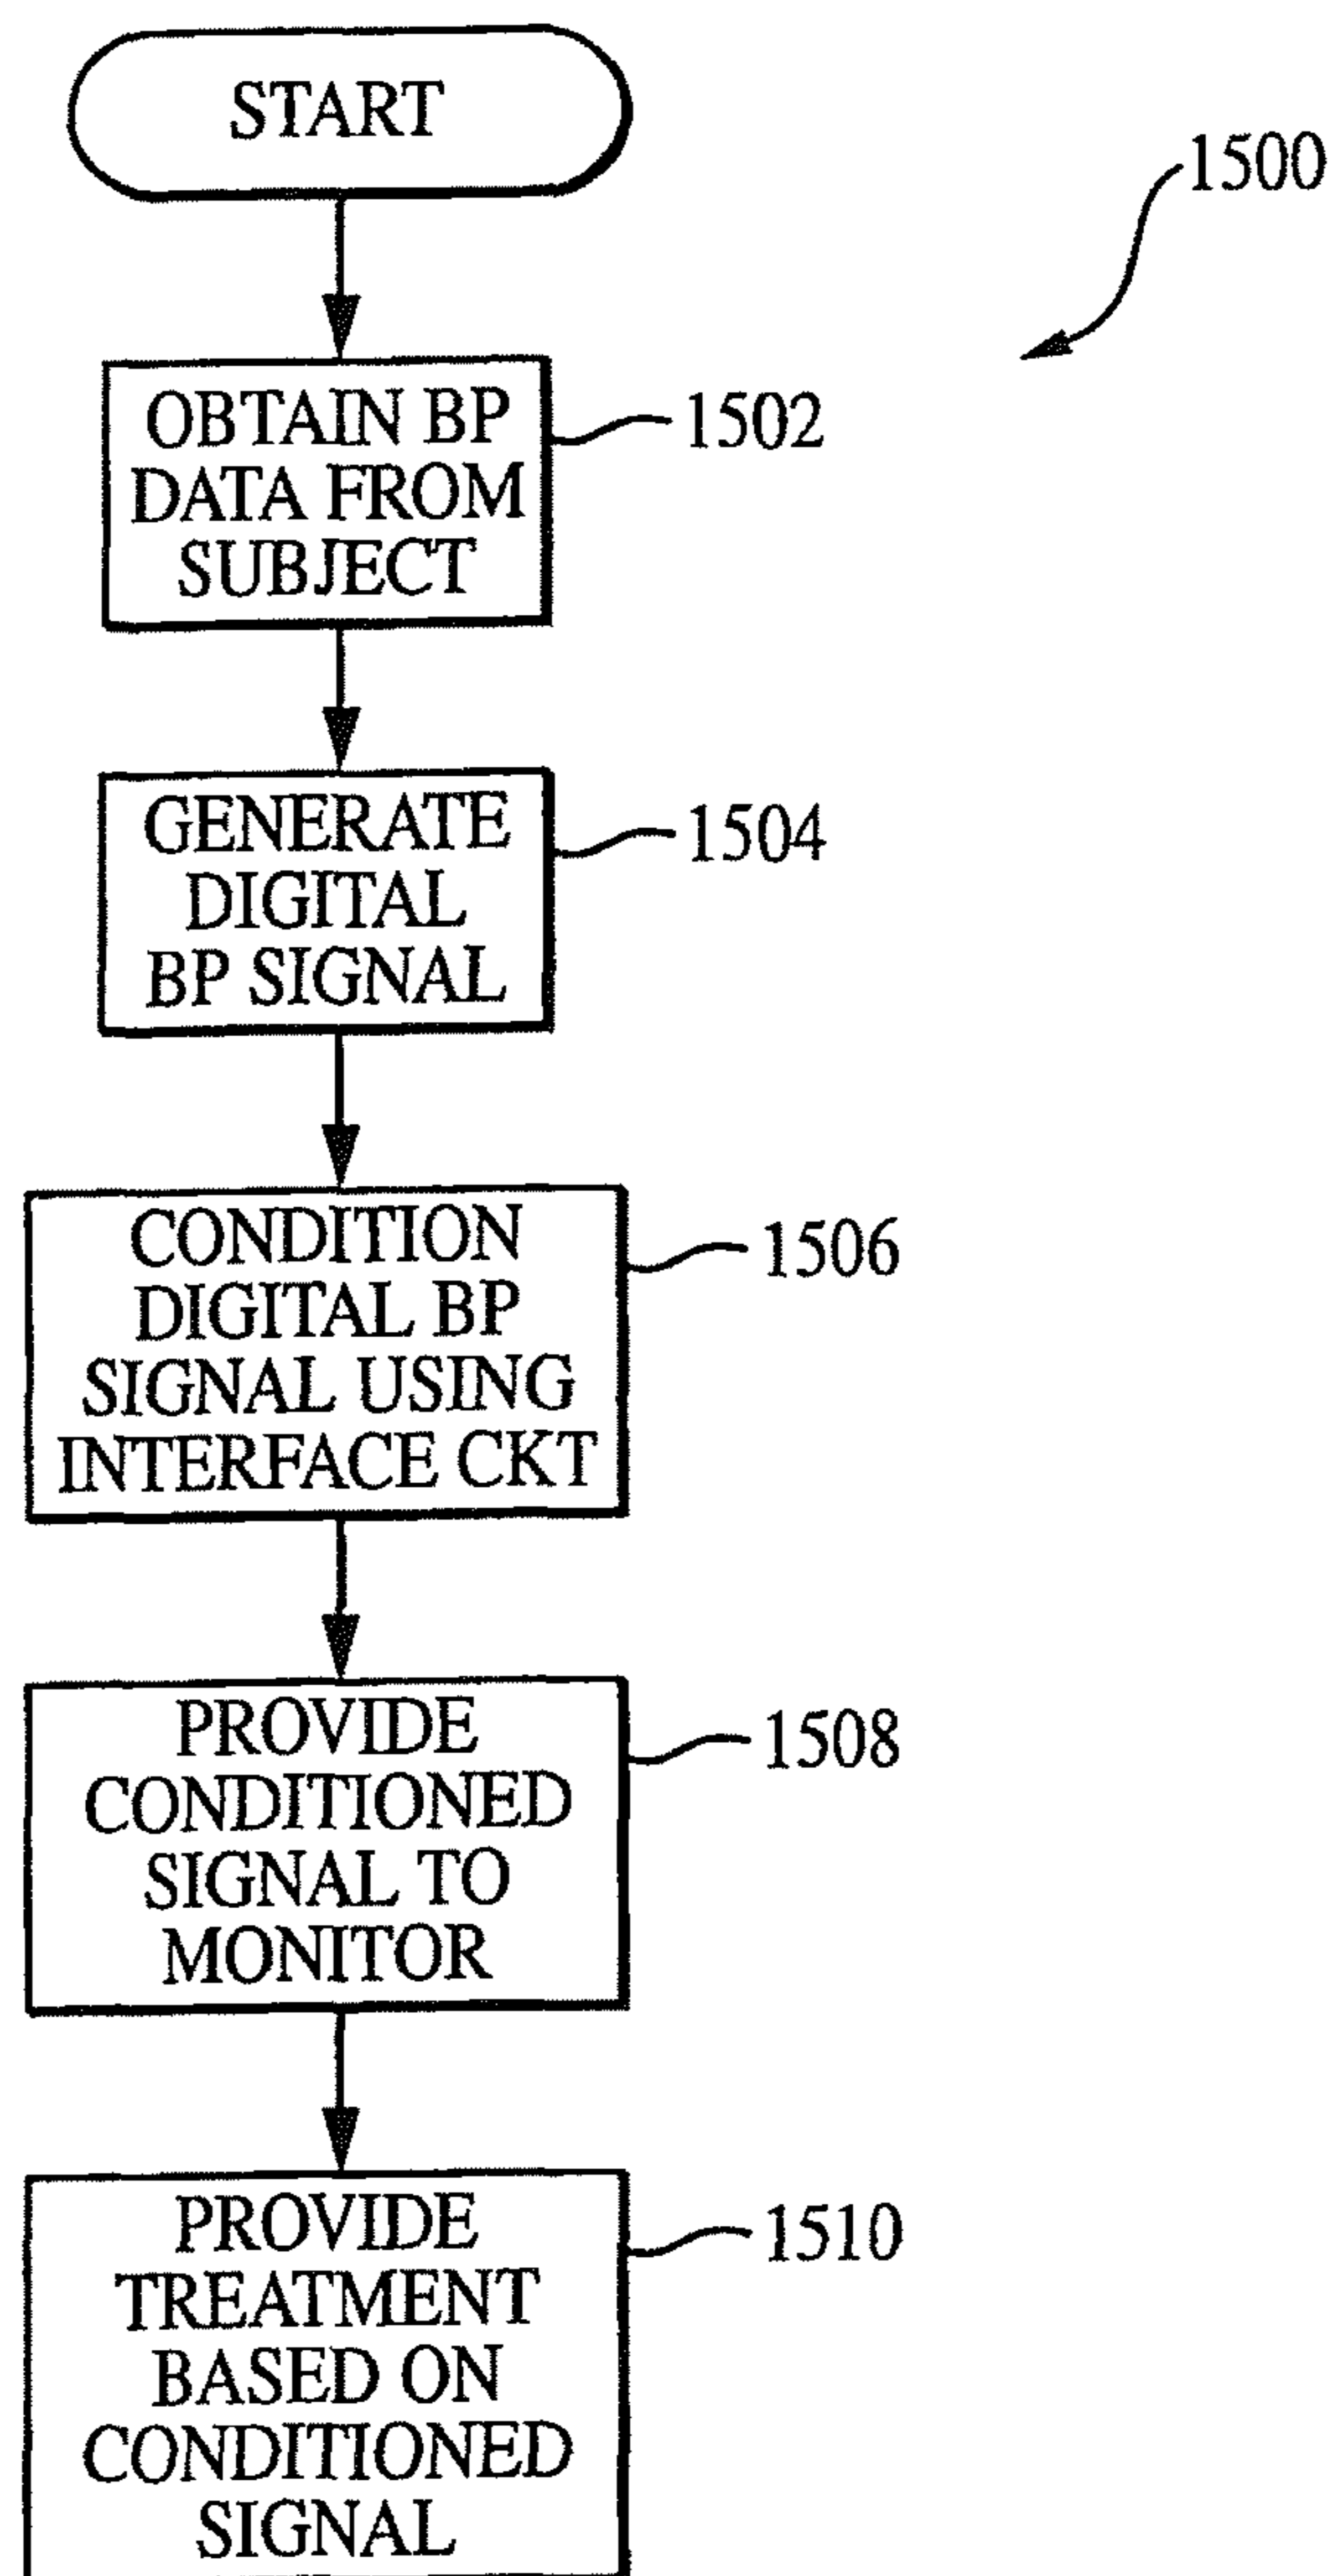 START
1500
OBTAIN BP
DATA FROM
SUBJECT
1502
GENERATE
DIGITAL
BP SIGNAL
1504
CONDITION
DIGITAL BP
SIGNAL USING
INTERFACE CKT
1506
PROVIDE
CONDITIONED
SIGNAL TO
MONITOR
1508
PROVIDE
TREATMENT
BASED ON
CONDITIONED
SIGNAL
1510